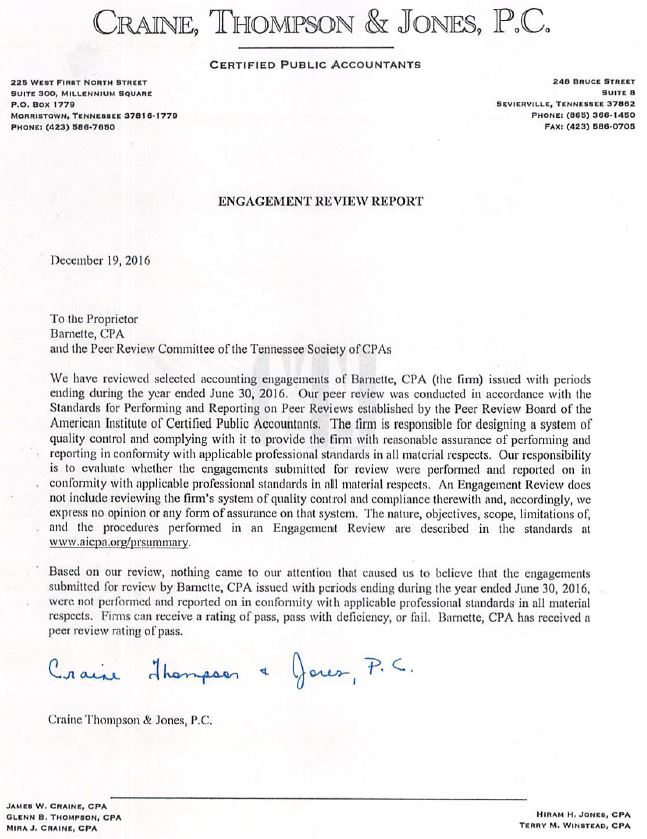 CRAINE, THOMPSON & JONES, P.C.
CERTIFIED PUBLIC ACCOUNTANTS
225 WEST FIRST NORTH STREET
SUITE 300, MILLENNIUM SQUARE
P.O. BOX 1779
MORRISTOWN, TENNESSEE 37816-1779
PHONE: (423) 586-7650
248 BRUCE STREET
SUITE 8
SEVIERVILLE, TENNESSEE 37862
PHONE: (865) 366-1450
FAX: (423) 586-0705
ENGAGEMENT REVIEW REPORT
December 19, 2016
To the Proprietor
Barnette, CPA
and the Peer Review Committee of the Tennessee Society of CPAs
We have reviewed selected accounting engagements of Barnette, CPA (the firm) issued with periods
ending during the year ended June 30, 2016. Our peer review was conducted in accordance with the
Standards for Performing and Reporting on Peer Reviews established by the Peer Review Board of the
American Institute of Certified Public Accountants. The firm is responsible for designing a system of
quality control and complying with it to provide the firm with reasonable assurance of performing and
reporting in conformity with applicable professional standards in all material respects. Our responsibility
is to evaluate whether the engagements submitted for review were performed and reported on in
conformity with applicable professional standards in all material respects. An Engagement Review does
not include reviewing the firm's system of quality control and compliance therewith and, accordingly, we
express no opinion or any form of assurance on that system. The nature, objectives, scope, limitations of,
and the procedures performed in an Engagement Review are described in the standards at
www.aicpa.org/prsummary.
Based on our review, nothing came to our attention that caused us to believe that the engagements
submitted for review by Barnette, CPA issued with periods ending during the year ended June 30, 2016,
were not performed and reported on in conformity with applicable professional standards in all material
respects. Firms can receive a rating of pass, pass with deficiency, or fail. Barnette, CPA has received a
peer review rating of pass.
Craine Thompson & Jones, P.C.
Craine Thompson & Jones, P.C.
JAMES W. CRAINE, CPA
GLENN B. THOMPSON, CPA
MIRA J. CRAINE, CPA
HIRAM H. JONES, CPA
TERRY M. WINSTEAD, CPA